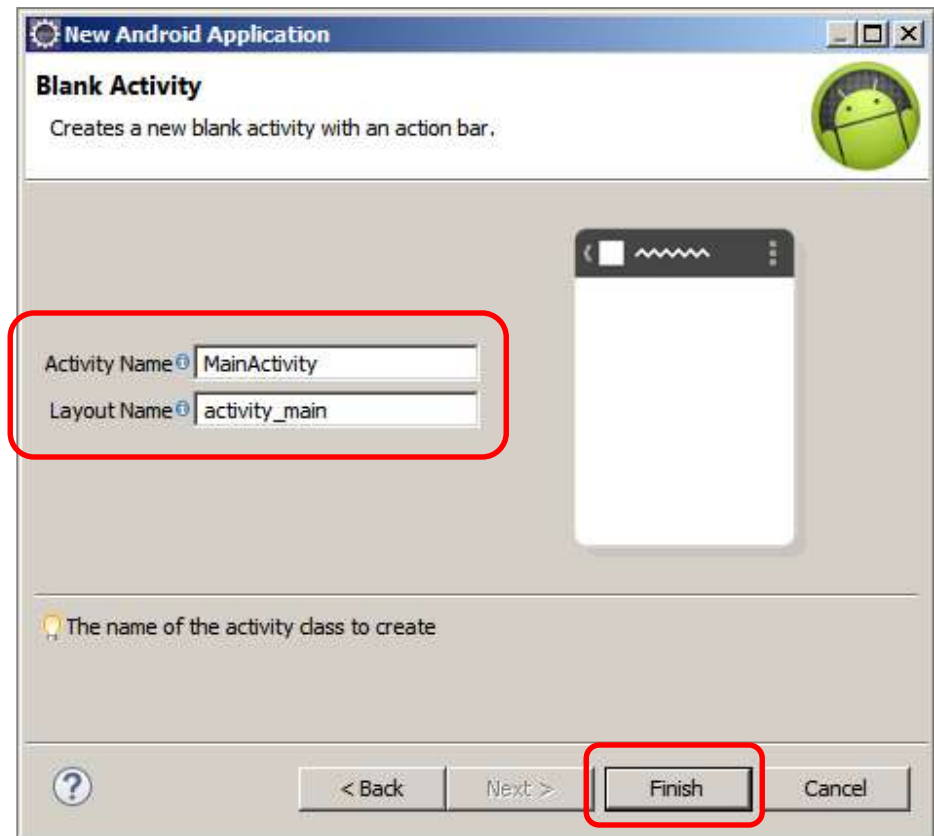 New Android Application
Blank Activity
Creates a new blank activity with an action bar.
Activity Name MainActivity
Layout Name activity_main
The name of the activity class to create
< Back Next > Finish Cancel